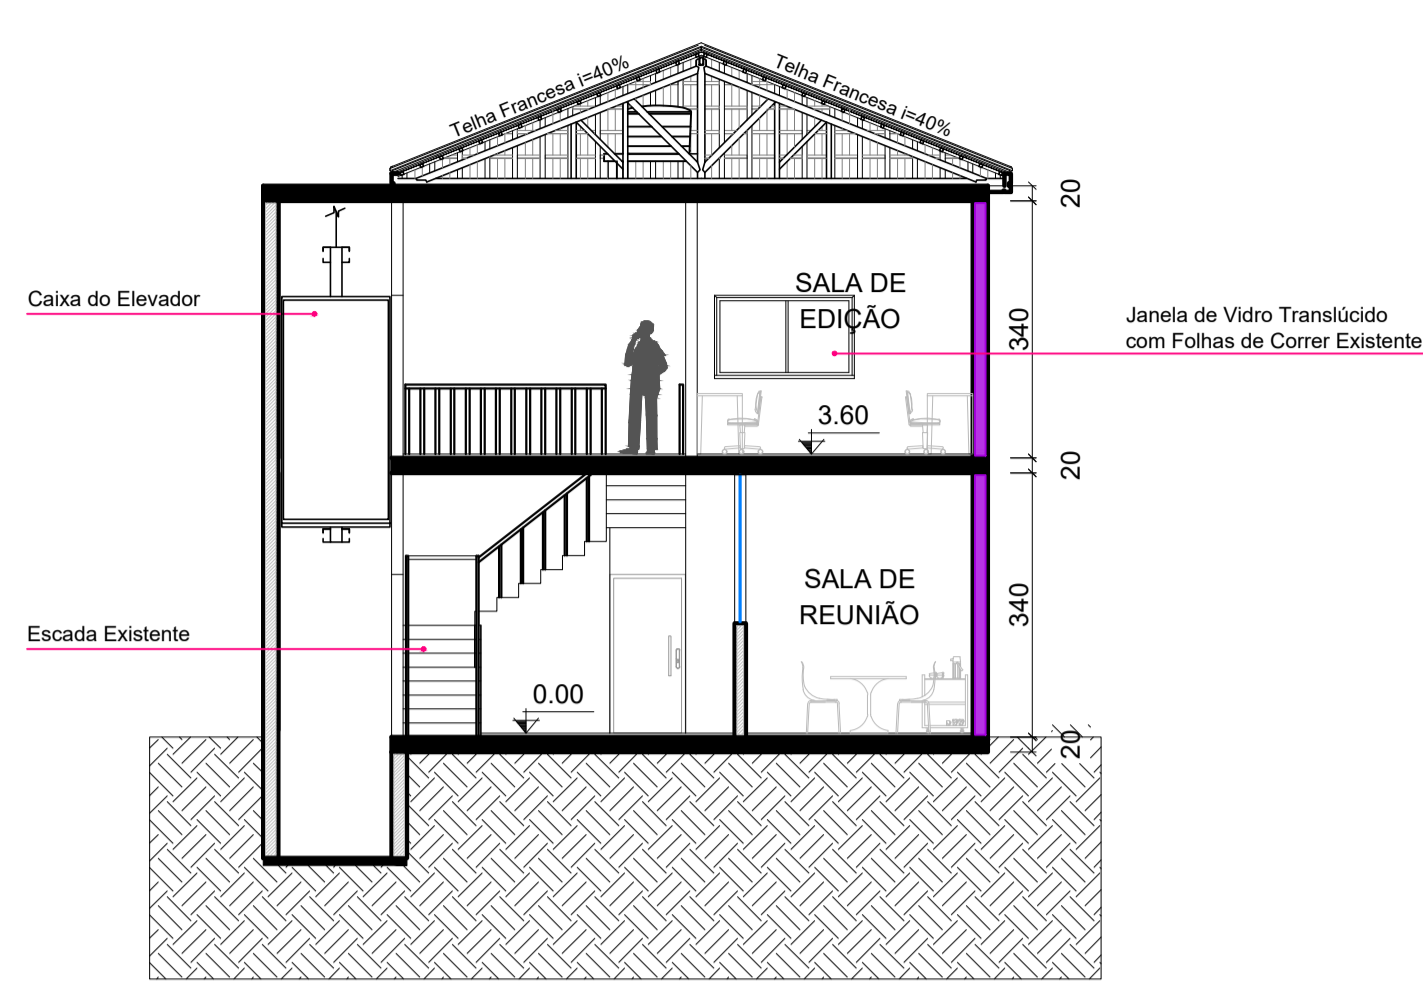 Telha Francesa i=40%
Telha Francesa i=40%
20
Caixa do Elevador
SALA DE
EDIÇÃO
340
Janela de Vidro Translúcido
com Folhas de Correr Existente
3.60
20
SALA DE
REUNIÃO
340
Escada Existente
0.00
20